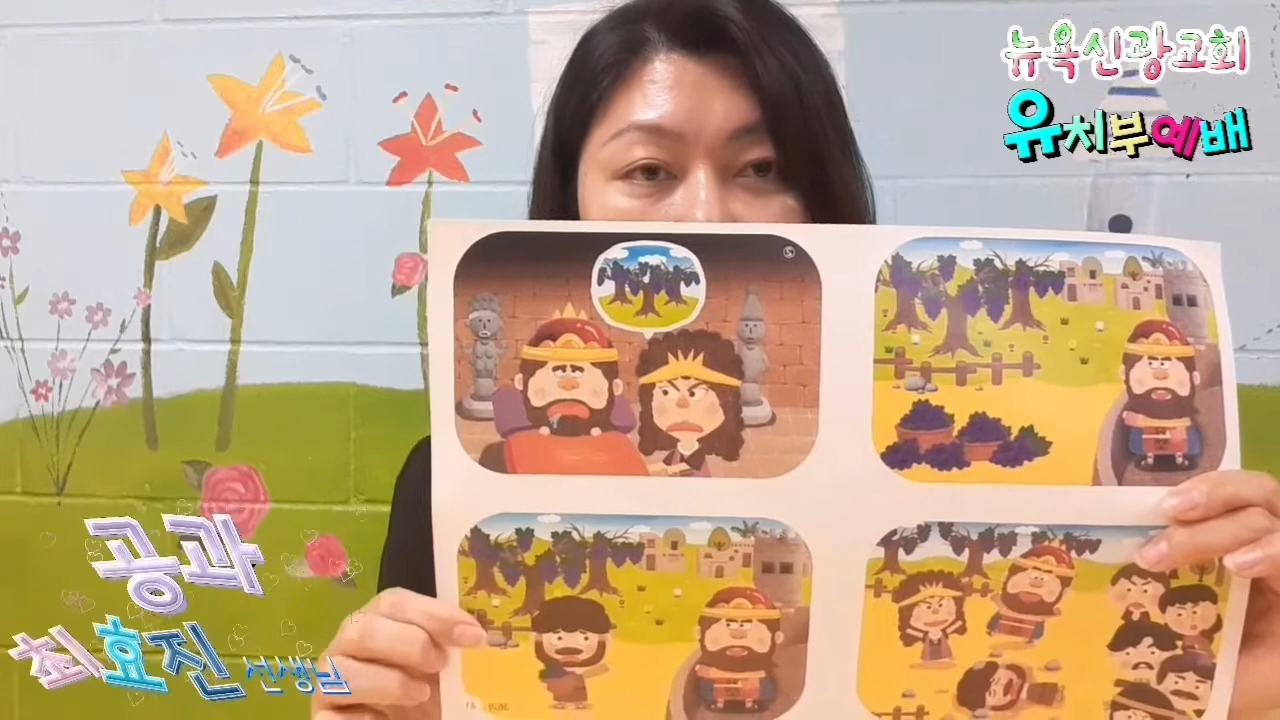 뉴욕신광교회
유치부예배
공과
최효진 선생님